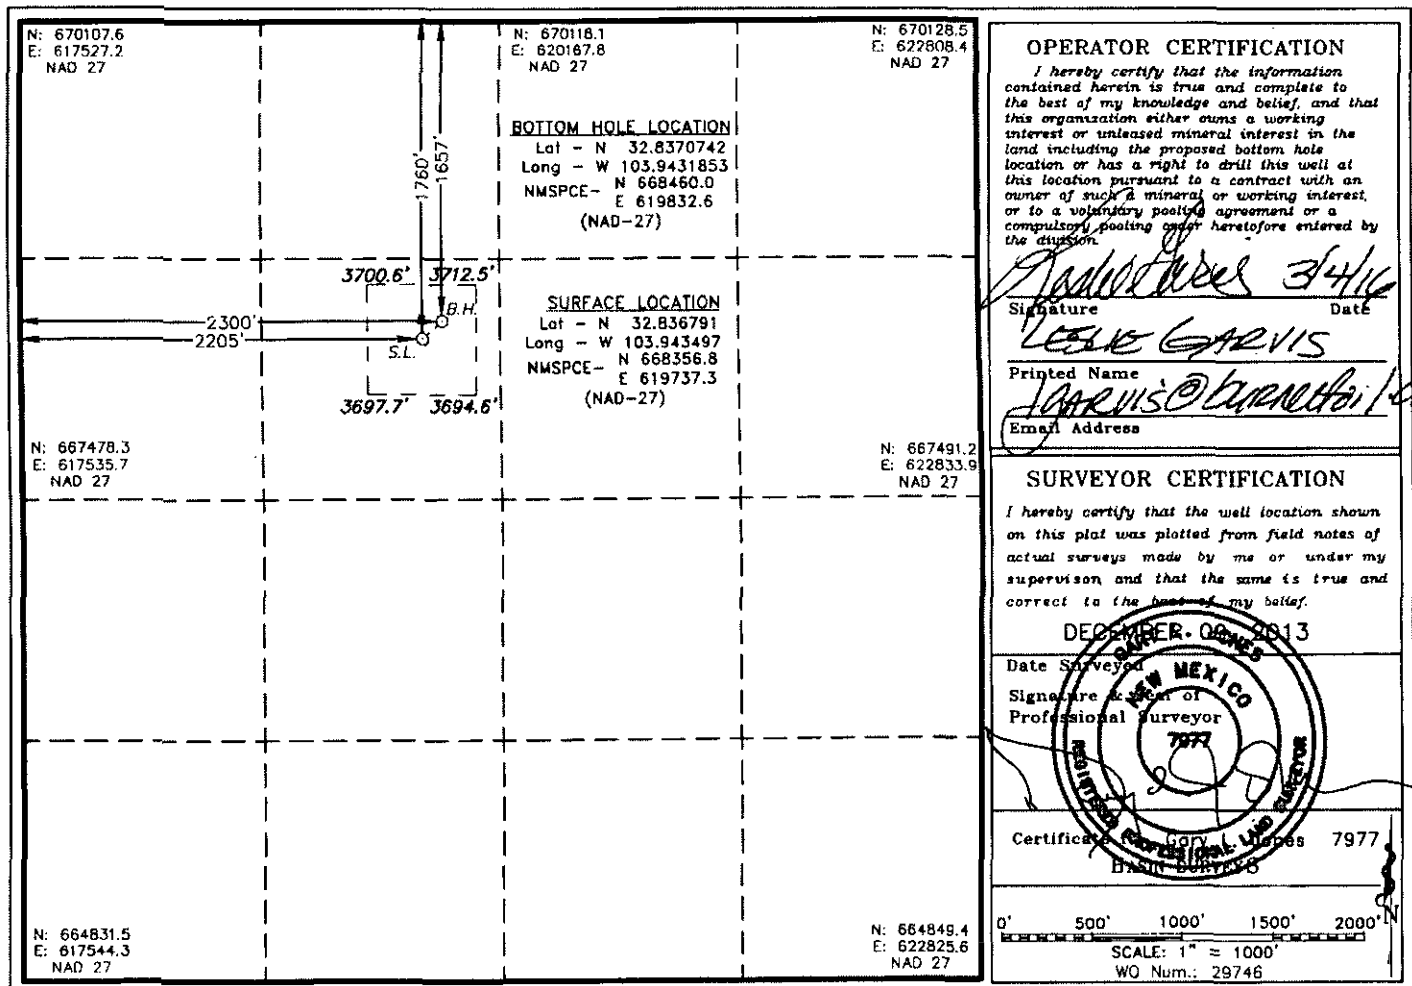 N: 670107.6
E: 617527.2
NAD 27
N: 670118.1
E: 620187.8
NAD 27
N: 670128.5
E: 622808.4
NAD 27
1760'
1657'
BOTTOM HOLE LOCATION
Lat - N 32.8370742
Long - W 103.9431853
NMSPCE- N 668460.0
E 619832.6
(NAD-27)
3700.6' 3712.5'
B.H.
2300'
2205'
S.L.
3697.7' 3694.6'
SURFACE LOCATION
Lat - N 32.836791
Long - W 103.943497
NMSPCE- N 668356.8
E 619737.3
(NAD-27)
N: 667478.3
E: 617535.7
NAD 27
N: 667491.2
E: 622833.9
NAD 27
N: 664831.5
E: 617544.3
NAD 27
N: 664849.4
E: 622825.6
NAD 27
OPERATOR CERTIFICATION
I hereby certify that the information
contained herein is true and complete to
the best of my knowledge and belief, and that
this organization either owns a working
interest or unleased mineral interest in the
land including the proposed bottom hole
location or has a right to drill this well at
this location pursuant to a contract with an
owner of such a mineral or working interest,
or to a voluntary pooling agreement or a
compulsory pooling order heretofore entered by
the division.
3/4/16
Signature Date
LESLIE GARVIS
Printed Name
Email Address
SURVEYOR CERTIFICATION
I hereby certify that the well location shown
on this plat was plotted from field notes of
actual surveys made by me or under my
supervison, and that the same is true and
correct to the best of my belief.
DECEMBER 2013
Date Surveyed
Signature & Seal of
Professional Surveyor
GARY L. JONES
NEW MEXICO
7977
REGISTERED PROFESSIONAL LAND SURVEYOR
Certificate Gary L. Jones 7977
BASIN SURVEYS
N
0' 500' 1000' 1500' 2000'
SCALE: 1" = 1000'
WO Num.: 29746